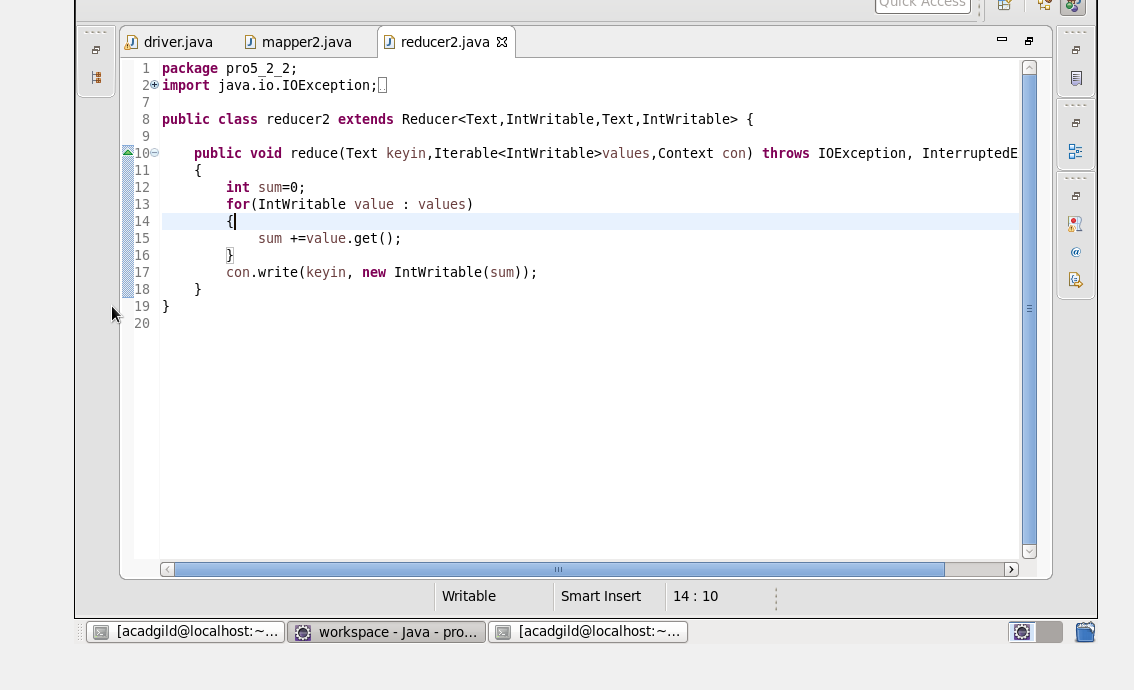 Quick Access
driver.java mapper2.java reducer2.java
1 package pro5_2_2;
2 import java.io.IOException;
7
8 public class reducer2 extends Reducer<Text,IntWritable,Text,IntWritable> {
9
10 public void reduce(Text keyin,Iterable<IntWritable>values,Context con) throws IOException, InterruptedE
11 {
12 int sum=0;
13 for(IntWritable value : values)
14 {
15 sum +=value.get();
16 }
17 con.write(keyin, new IntWritable(sum));
18 }
19 }
20
Writable Smart Insert 14 : 10
[acadgild@localhost:~... workspace - Java - pro... [acadgild@localhost:~...